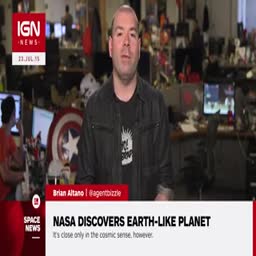 IGN
NEWS
23.JUL.15
Brian Altano / @agentbizzle
SPACE
NEWS
NASA DISCOVERS EARTH-LIKE PLANET
It's close only in the cosmic sense, however.